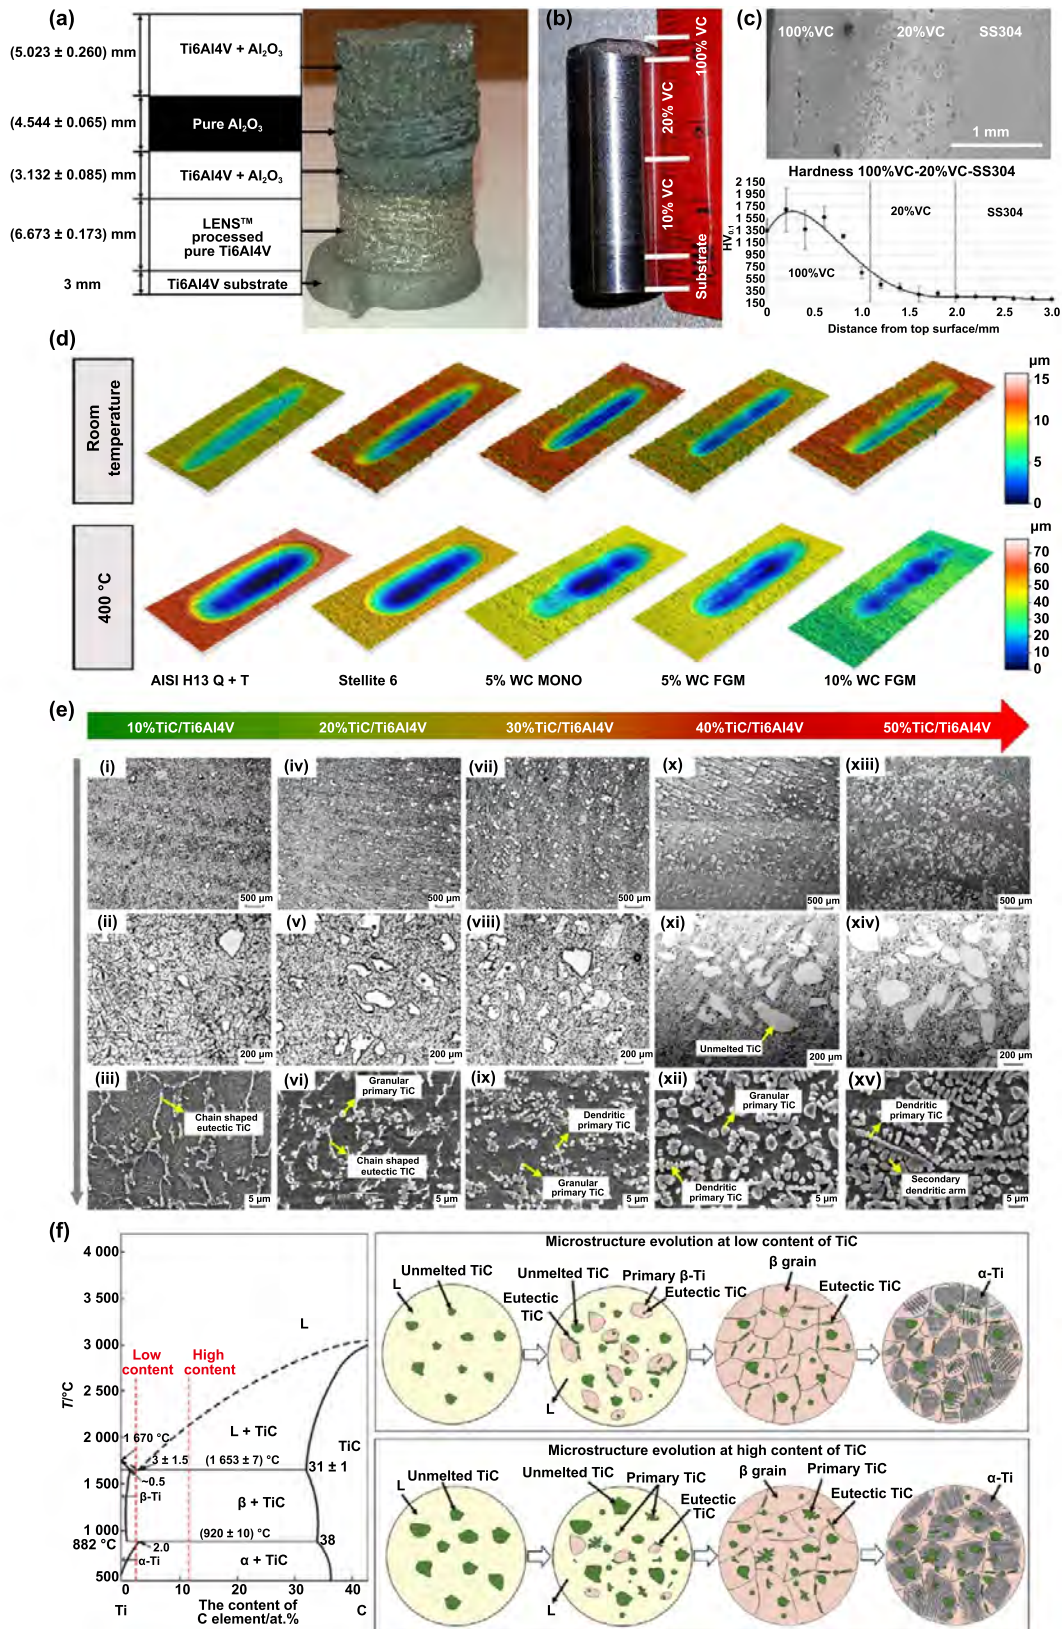 (a)
(5.023 ± 0.260) mm
Ti6Al4V + Al₂O₃
(4.544 ± 0.065) mm
Pure Al₂O₃
(3.132 ± 0.085) mm
Ti6Al4V + Al₂O₃
(6.673 ± 0.173) mm
LENS™
processed
pure Ti6Al4V
3 mm
Ti6Al4V substrate
(b)
100% VC
20% VC
10% VC
Substrate
(c)
100%VC
20%VC
SS304
1 mm
Hardness 100%VC-20%VC-SS304
2 150
1 950
1 750
1 550
1 350
1 150
950
750
550
350
150
HV₀.₁
20%VC
SS304
100%VC
0
0.5
1.0
1.5
2.0
2.5
3.0
Distance from top surface/mm
(d)
Room
temperature
µm
15
10
5
0
400 °C
µm
70
60
50
40
30
20
10
0
AISI H13 Q + T
Stellite 6
5% WC MONO
5% WC FGM
10% WC FGM
(e)
10%TiC/Ti6Al4V
20%TiC/Ti6Al4V
30%TiC/Ti6Al4V
40%TiC/Ti6Al4V
50%TiC/Ti6Al4V
(i)
500 µm
(iv)
500 µm
(vii)
500 µm
(x)
500 µm
(xiii)
500 µm
(ii)
200 µm
(v)
200 µm
(viii)
200 µm
(xi)
Unmelted TiC
200 µm
(xiv)
200 µm
(iii)
Chain shaped
eutectic TiC
5 µm
(vi)
Granular
primary TiC
Chain shaped
eutectic TiC
5 µm
(ix)
Dendritic
primary TiC
Granular
primary TiC
5 µm
(xii)
Granular
primary TiC
Dendritic
primary TiC
5 µm
(xv)
Dendritic
primary TiC
Secondary
dendritic arm
5 µm
(f)
4 000
3 500
3 000
2 500
2 000
1 500
1 000
882 °C
500
T/°C
L
Low
content
High
content
1 670 °C
L + TiC
3 ± 1.5
(1 653 ± 7) °C
TiC
31 ± 1
~0.5
β-Ti
β + TiC
(920 ± 10) °C
38
2.0
α-Ti
α + TiC
0
10
20
30
40
Ti
The content of
C element/at.%
C
Microstructure evolution at low content of TiC
Unmelted TiC
L
Unmelted TiC
Primary β-Ti
Eutectic
TiC
Eutectic TiC
L
β grain
Eutectic TiC
α-Ti
Microstructure evolution at high content of TiC
Unmelted TiC
L
Unmelted TiC
Primary TiC
Eutectic
TiC
L
β grain
Primary TiC
Eutectic TiC
α-Ti